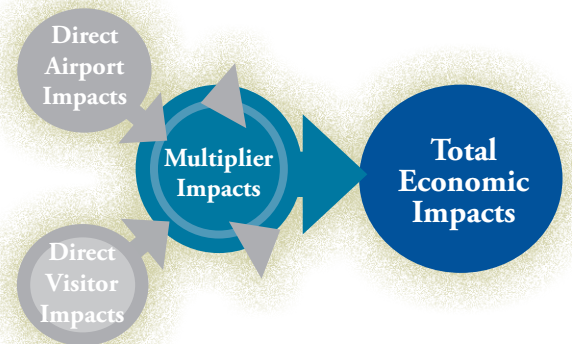 Direct
Airport
Impacts
Multiplier
Impacts
Total
Economic
Impacts
Direct
Visitor
Impacts